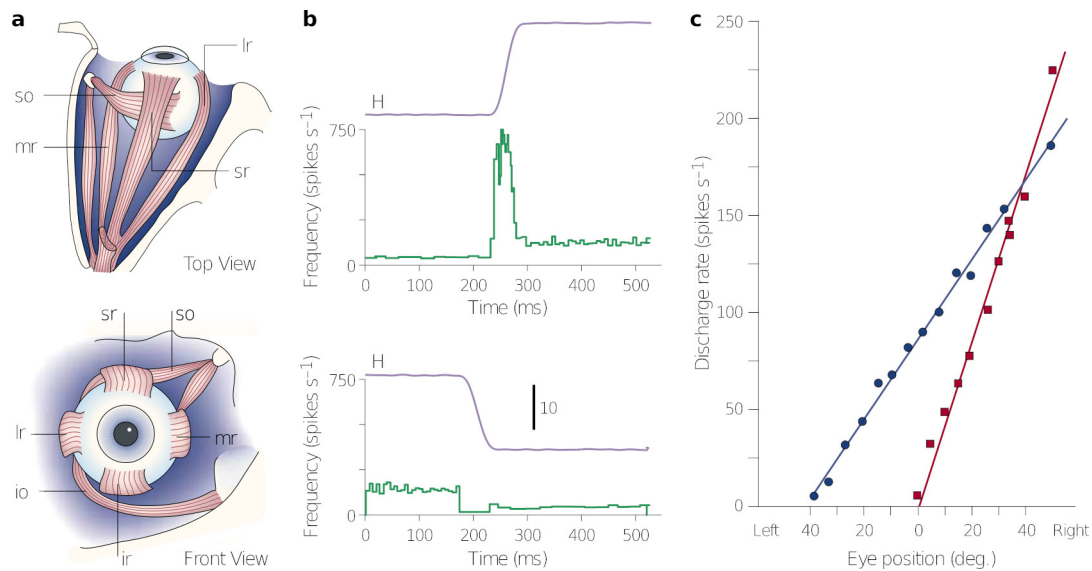 a
lr
so
mr
sr
Top View
sr
so
lr
mr
io
ir
Front View
b
H
750
Frequency (spikes s⁻¹)
0
0 100 200 300 400 500
Time (ms)
H
750
10
Frequency (spikes s⁻¹)
0
0 100 200 300 400 500
Time (ms)
c
250
200
150
100
50
0
Discharge rate (spikes s⁻¹)
40 20 0 20 40
Left Right
Eye position (deg.)